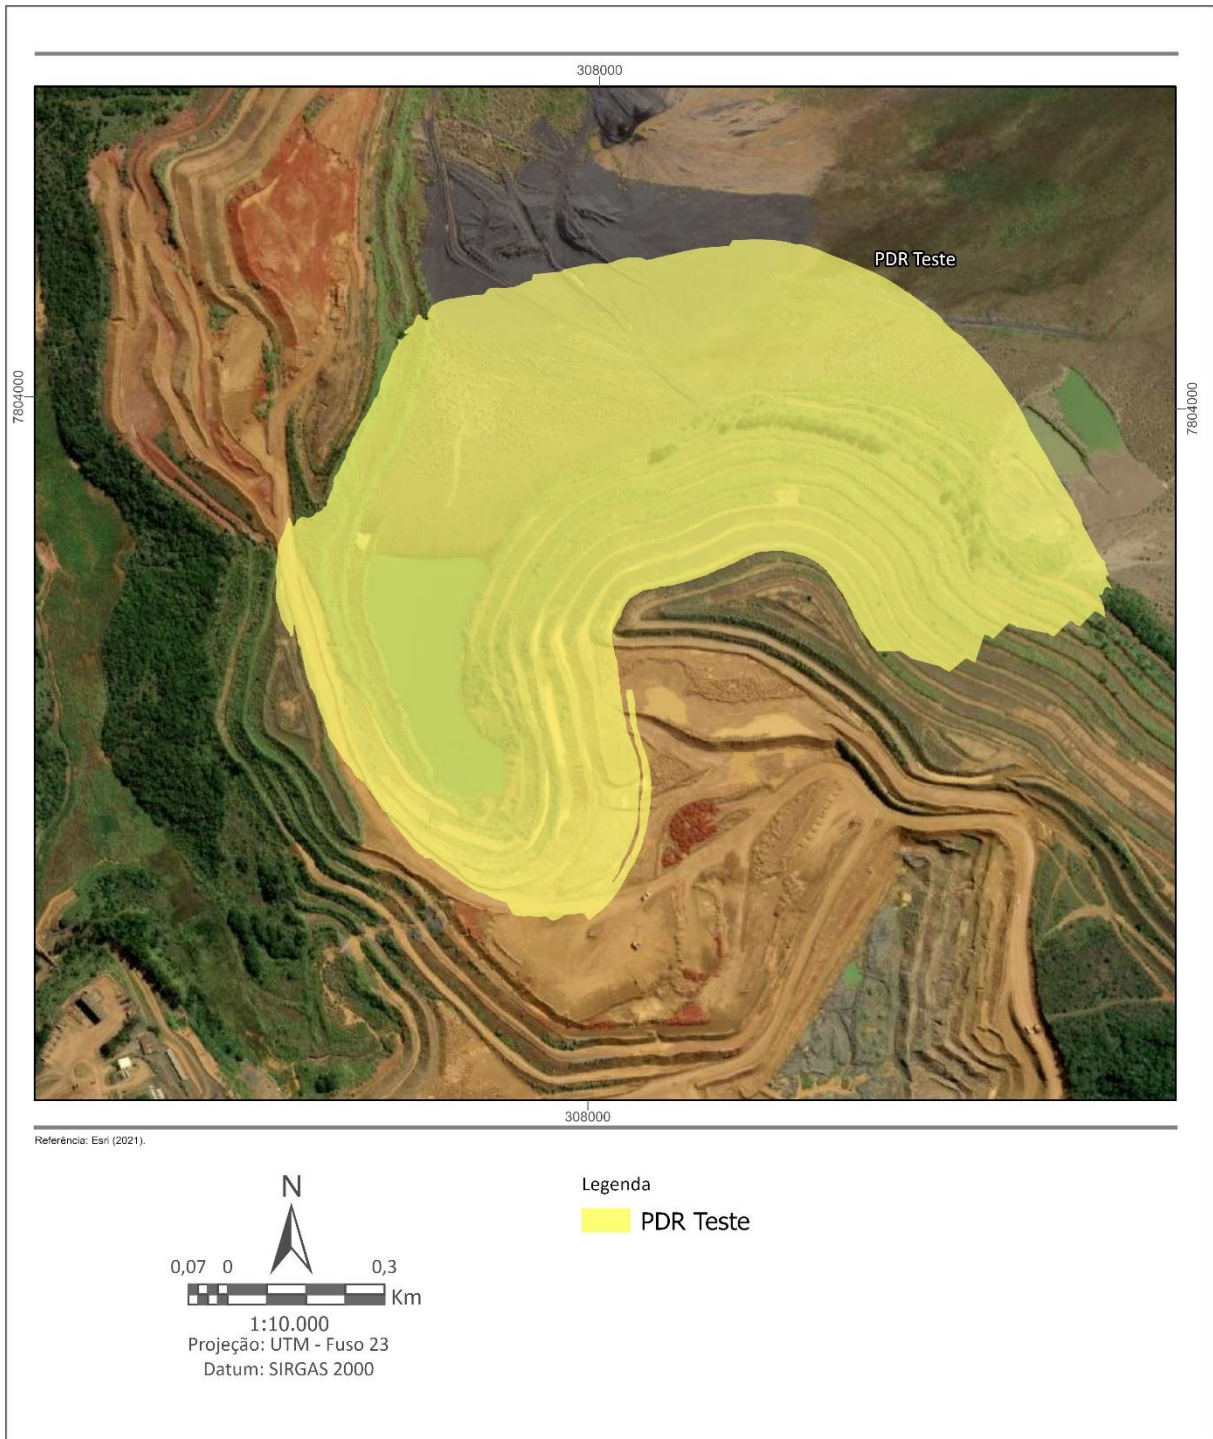 308000
PDR Teste
7804000
7804000
308000
Referência: Esri (2021).
N
Legenda
PDR Teste
0,07 0 0,3
Km
1:10.000
Projeção: UTM - Fuso 23
Datum: SIRGAS 2000